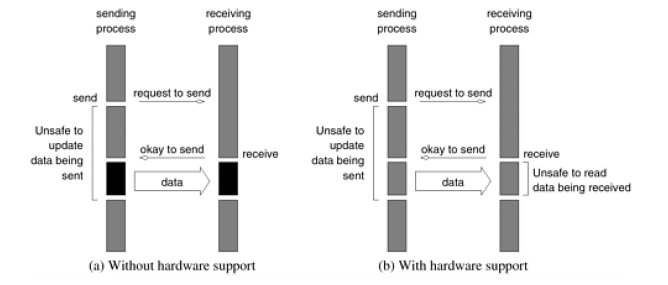 sending
process
receiving
process
send
request to send
Unsafe to
update
data being
sent
okay to send
receive
data
(a) Without hardware support
sending
process
receiving
process
send
request to send
Unsafe to
update
data being
sent
okay to send
receive
data
Unsafe to read
data being received
(b) With hardware support